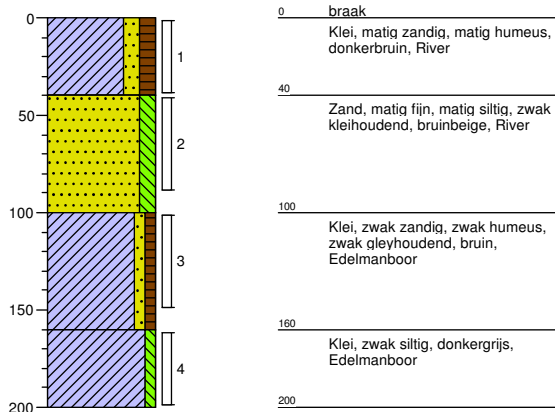 0
50
100
150
200
1
2
3
4
0
braak
Klei, matig zandig, matig humeus,
donkerbruin, River
40
Zand, matig fijn, matig siltig, zwak
kleihoudend, bruinbeige, River
100
Klei, zwak zandig, zwak humeus,
zwak gleyhoudend, bruin,
Edelmanboor
160
Klei, zwak siltig, donkergrijs,
Edelmanboor
200